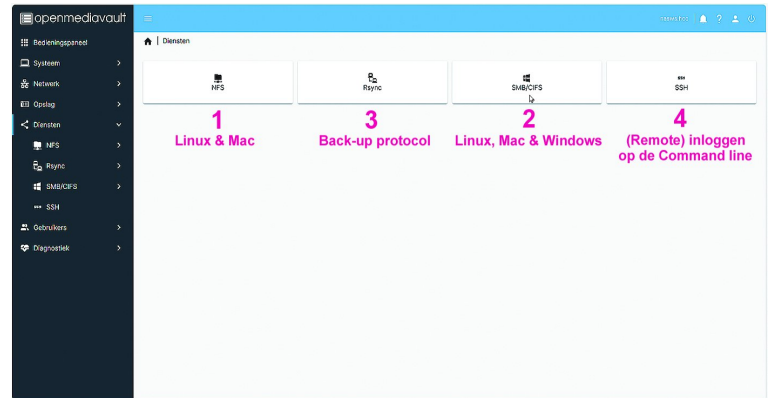 openmediavault
Bedieningspaneel
Systeem
Netwerk
Opslag
Diensten
NFS
Rsync
SMB/CIFS
SSH
Gebruikers
Diagnostiek
| Diensten
NFS
Rsync
SMB/CIFS
SSH
1
Linux & Mac
3
Back-up protocol
2
Linux, Mac & Windows
4
(Remote) inloggen
op de Command line